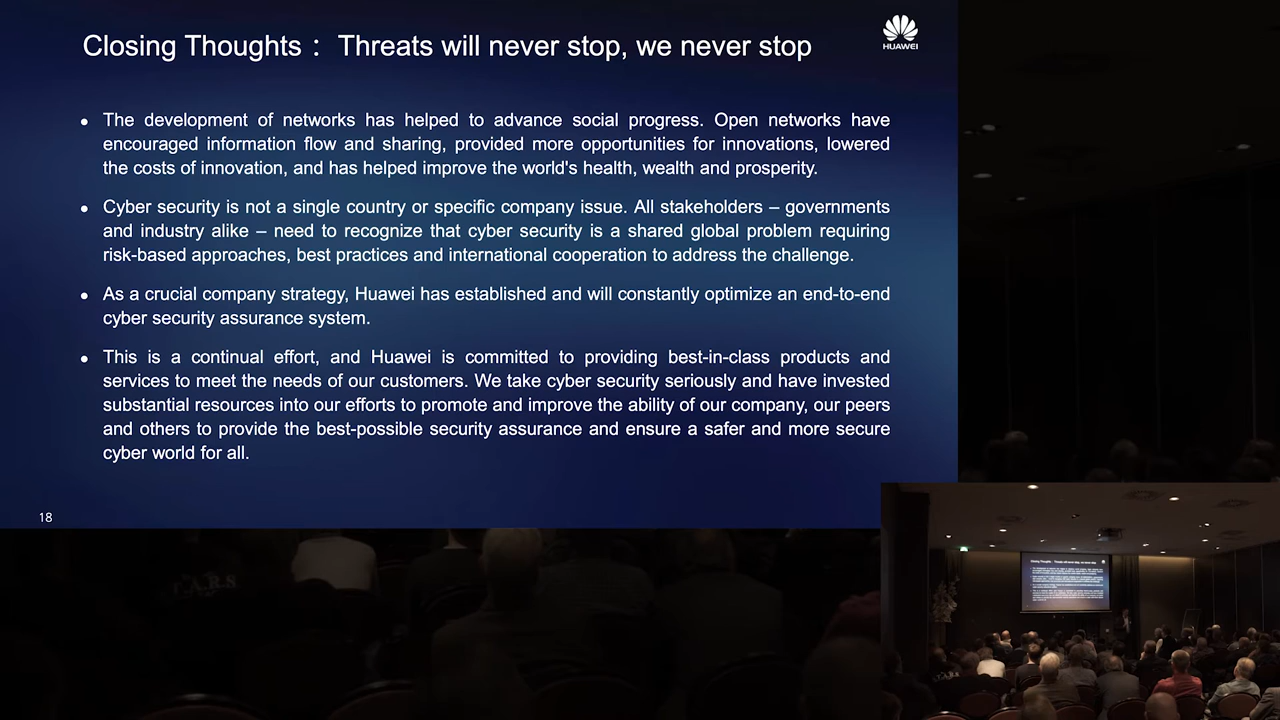 Closing Thoughts： Threats will never stop, we never stop
HUAWEI
● The development of networks has helped to advance social progress. Open networks have
encouraged information flow and sharing, provided more opportunities for innovations, lowered
the costs of innovation, and has helped improve the world's health, wealth and prosperity.
● Cyber security is not a single country or specific company issue. All stakeholders – governments
and industry alike – need to recognize that cyber security is a shared global problem requiring
risk-based approaches, best practices and international cooperation to address the challenge.
● As a crucial company strategy, Huawei has established and will constantly optimize an end-to-end
cyber security assurance system.
● This is a continual effort, and Huawei is committed to providing best-in-class products and
services to meet the needs of our customers. We take cyber security seriously and have invested
substantial resources into our efforts to promote and improve the ability of our company, our peers
and others to provide the best-possible security assurance and ensure a safer and more secure
cyber world for all.
18
Closing Thoughts： Threats will never stop, we never stop